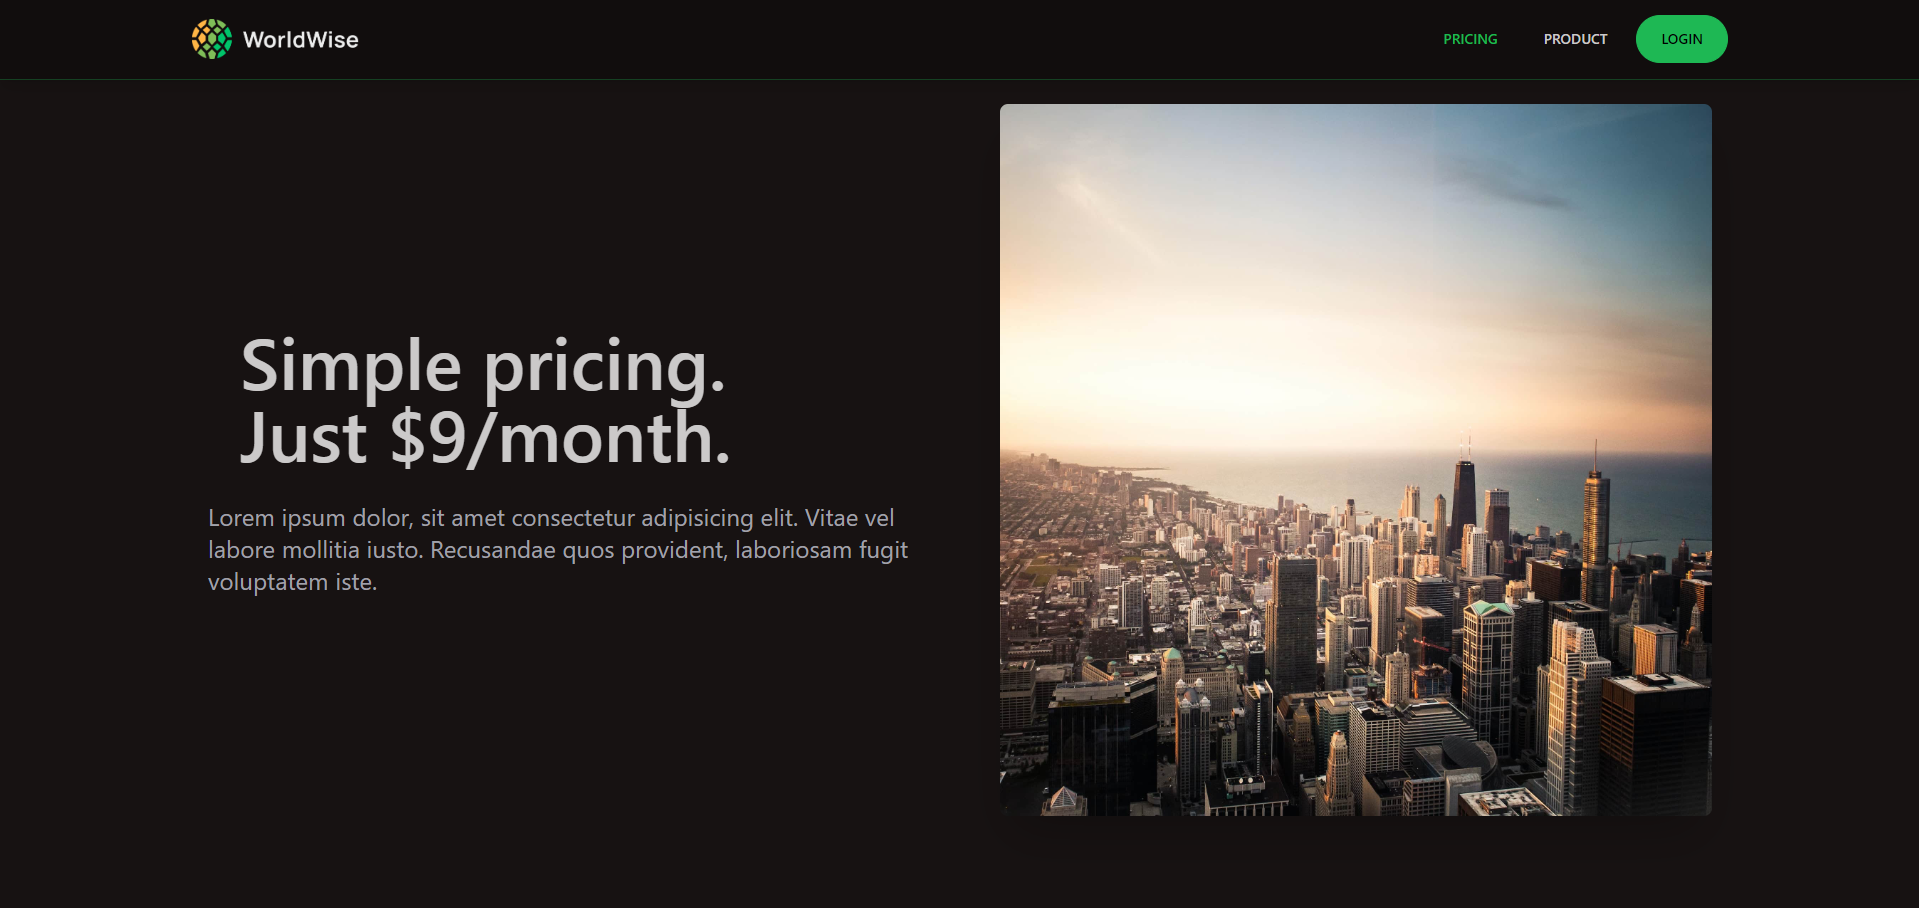 WorldWise
PRICING
PRODUCT
LOGIN
Simple pricing.
Just $9/month.
Lorem ipsum dolor, sit amet consectetur adipisicing elit. Vitae vel
labore mollitia iusto. Recusandae quos provident, laboriosam fugit
voluptatem iste.